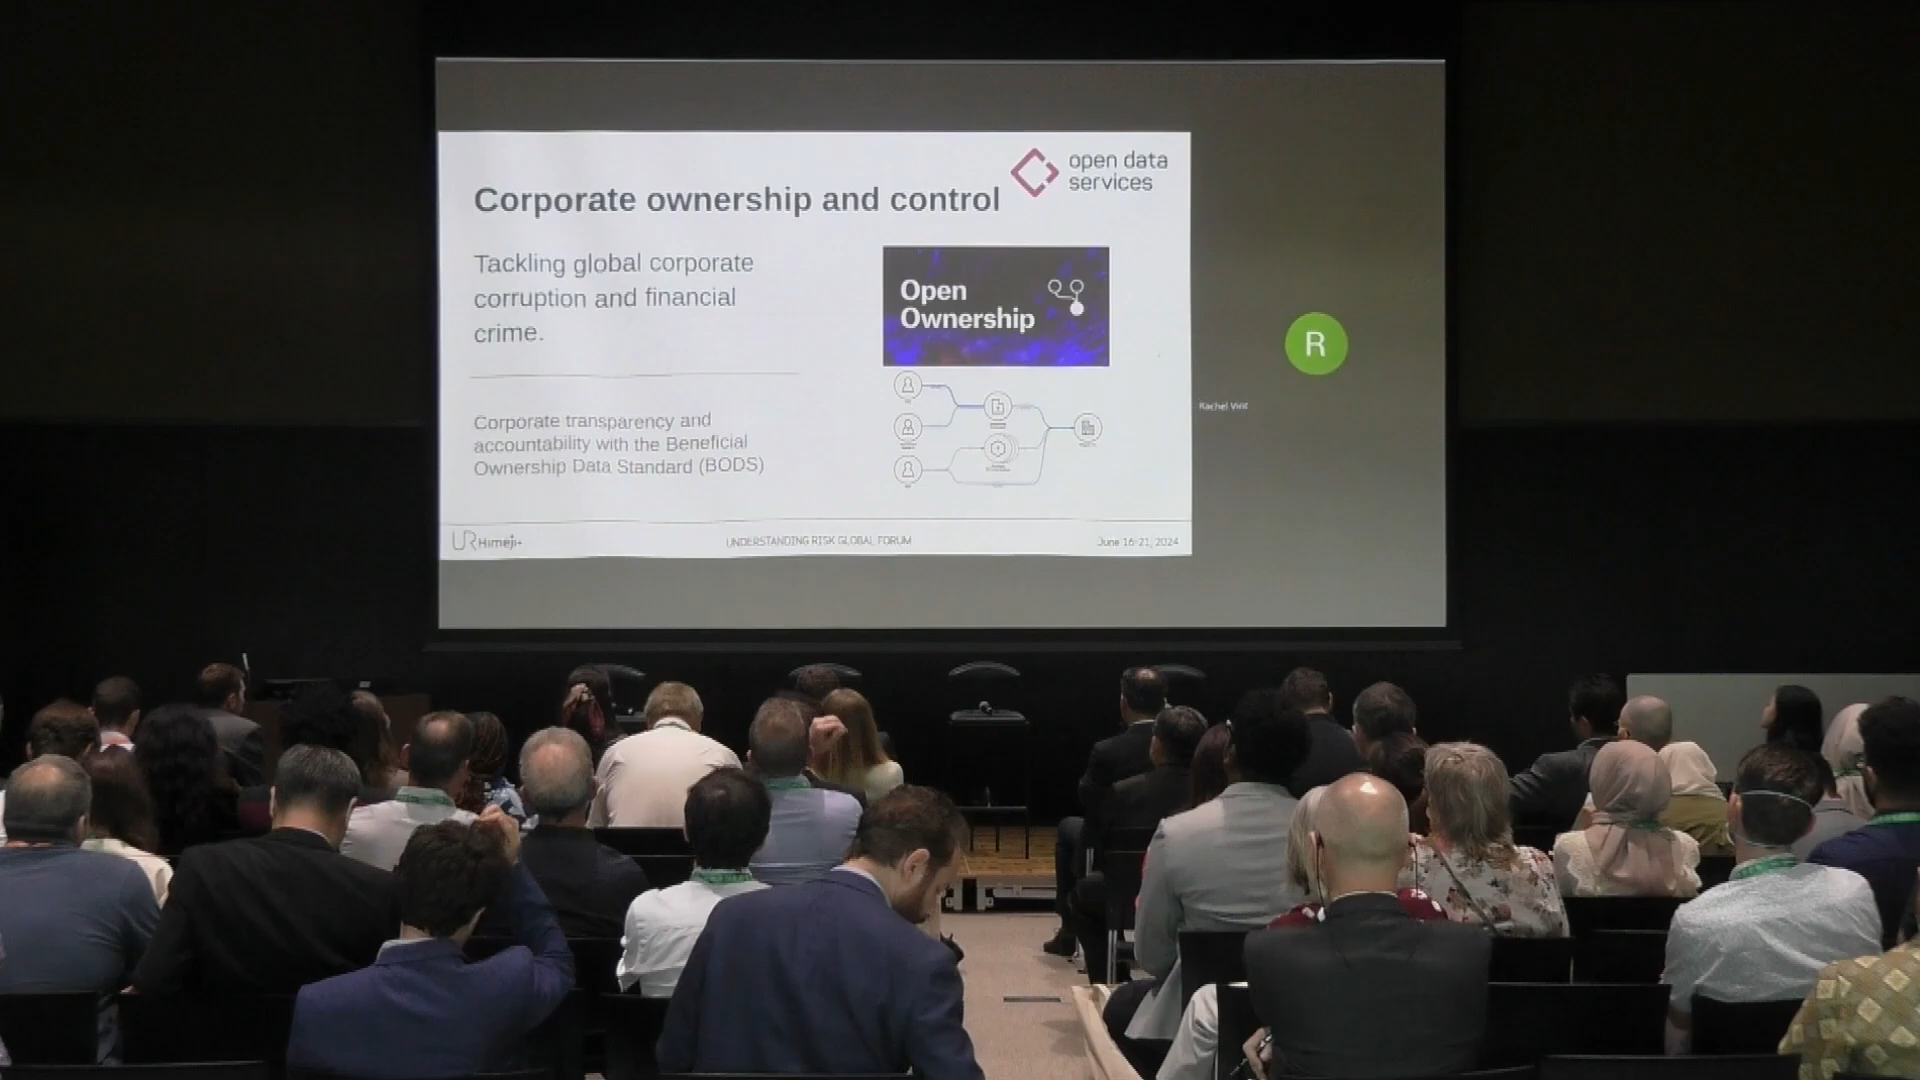 open data
services
Corporate ownership and control
Tackling global corporate
corruption and financial
crime.
Open
Ownership
Corporate transparency and
accountability with the Beneficial
Ownership Data Standard (BODS)
UR Himeji
UNDERSTANDING RISK GLOBAL FORUM
June 16-21, 2024
R
Rachel Vint